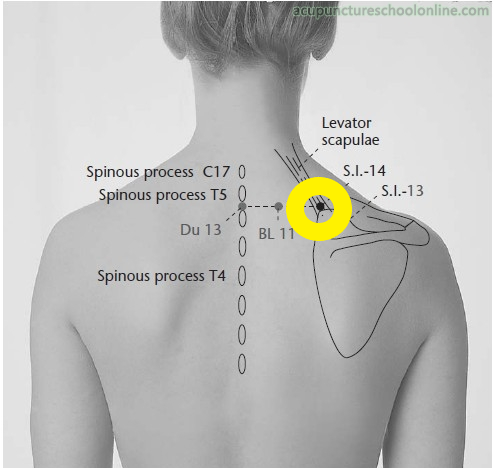 acupunctureschoolonline.com
Levator
scapulae
S.I.-14
S.I.-13
Spinous process C17
Spinous process T5
Du 13
BL 11
Spinous process T4